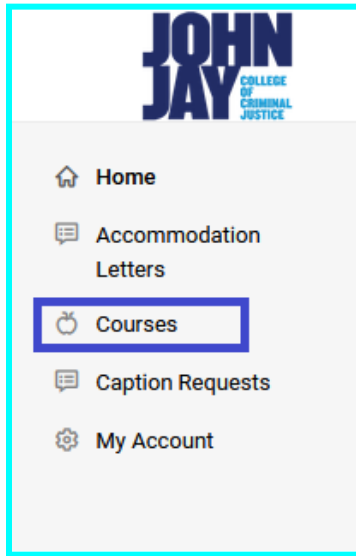 JOHN
JAY
COLLEGE
OF
CRIMINAL
JUSTICE
Home
Accommodation
Letters
Courses
Caption Requests
My Account